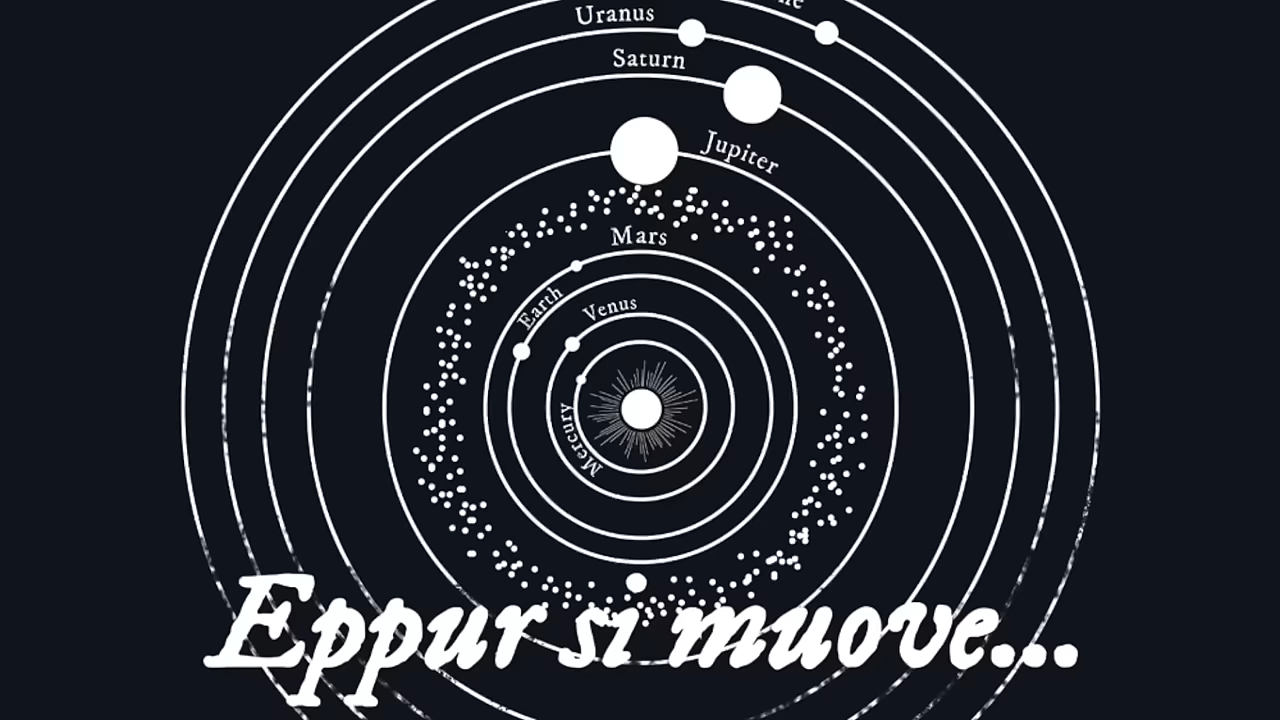 Uranus
Saturn
Jupiter
Mars
Earth
Venus
Mercury
Eppur si muove...